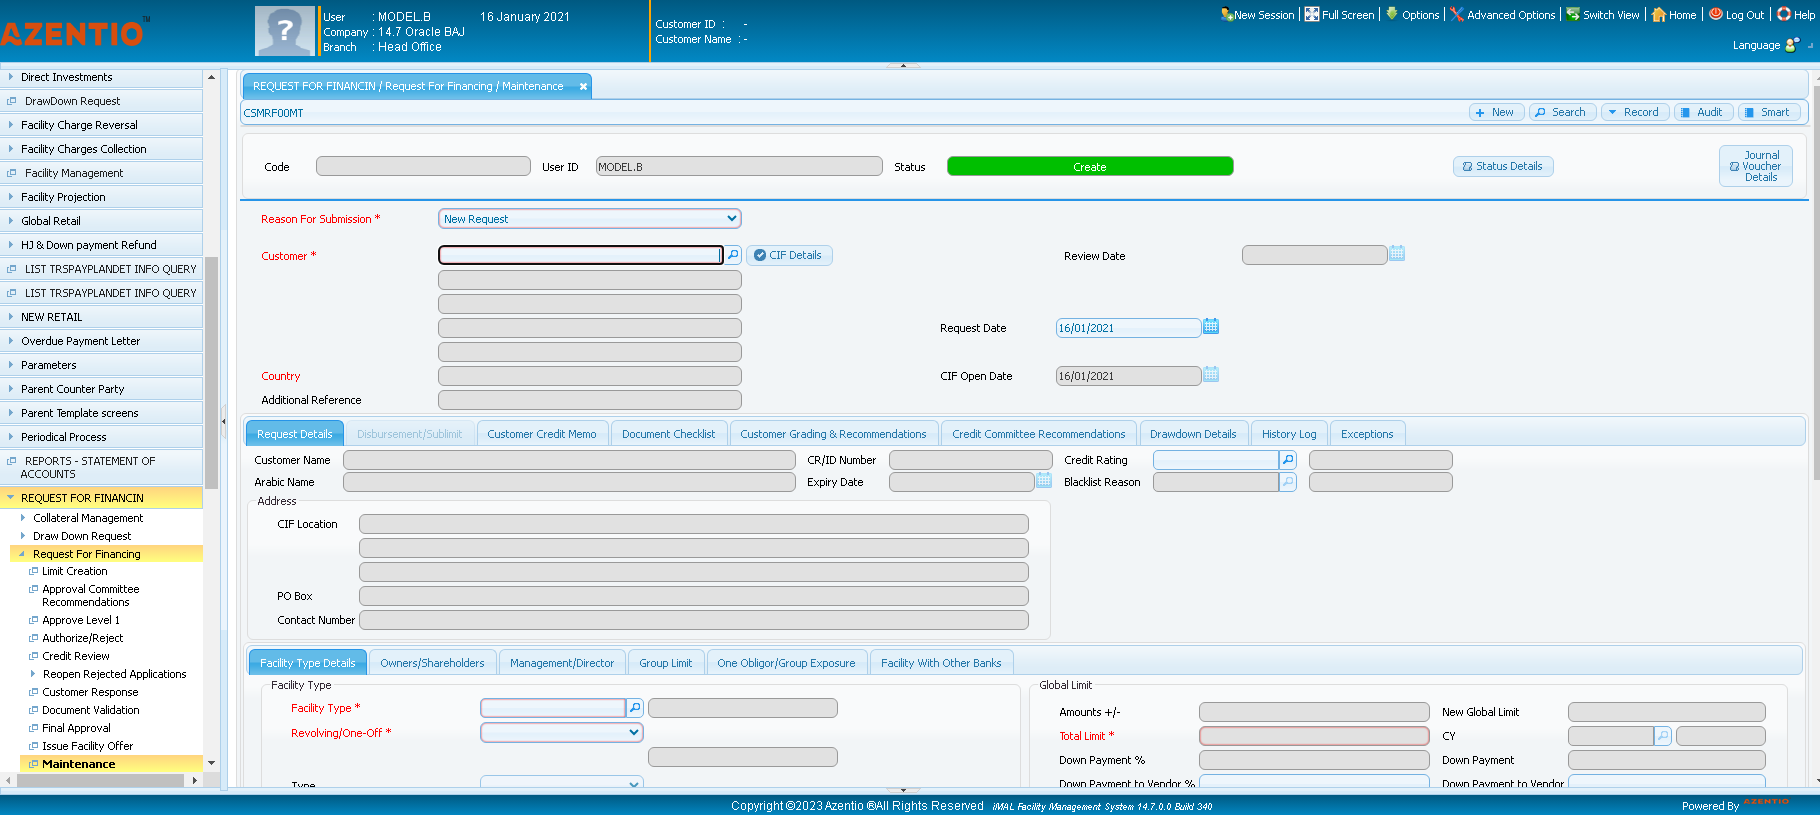 AZENTIO™
User : MODEL.B 16 January 2021
Company : 14.7 Oracle BAJ
Branch : Head Office
Customer ID : -
Customer Name : -
New Session | Full Screen | Options | Advanced Options | Switch View | Home | Log Out | Help
Language
Direct Investments
DrawDown Request
Facility Charge Reversal
Facility Charges Collection
Facility Management
Facility Projection
Global Retail
HJ & Down payment Refund
LIST TRSPAYPLANDET INFO QUERY
LIST TRSPAYPLANDET INFO QUERY
NEW RETAIL
Overdue Payment Letter
Parameters
Parent Counter Party
Parent Template screens
Periodical Process
REPORTS - STATEMENT OF
ACCOUNTS
REQUEST FOR FINANCIN
Collateral Management
Draw Down Request
Request For Financing
Limit Creation
Approval Committee
Recommendations
Approve Level 1
Authorize/Reject
Credit Review
Reopen Rejected Applications
Customer Response
Document Validation
Final Approval
Issue Facility Offer
Maintenance
REQUEST FOR FINANCIN / Request For Financing / Maintenance
CSMRF00MT
New Search Record Audit Smart
Code User ID MODEL.B Status Create Status Details
Journal
Voucher
Details
Reason For Submission * New Request
Customer * CIF Details Review Date
Request Date 16/01/2021
Country CIF Open Date 16/01/2021
Additional Reference
Request Details Disbursement/Sublimit Customer Credit Memo Document Checklist Customer Grading & Recommendations Credit Committee Recommendations Drawdown Details History Log Exceptions
Customer Name CR/ID Number Credit Rating
Arabic Name Expiry Date Blacklist Reason
Address
CIF Location
PO Box
Contact Number
Facility Type Details Owners/Shareholders Management/Director Group Limit One Obligor/Group Exposure Facility With Other Banks
Facility Type Global Limit
Facility Type * Amounts +/- New Global Limit
Revolving/One-Off * Total Limit * CY
Down Payment % Down Payment
Type Down Payment to Vendor % Down Payment to Vendor
Copyright ©2023 Azentio ®All Rights Reserved iMAL Facility Management System 14.7.0.0 Build 340
Powered By AZENTIO